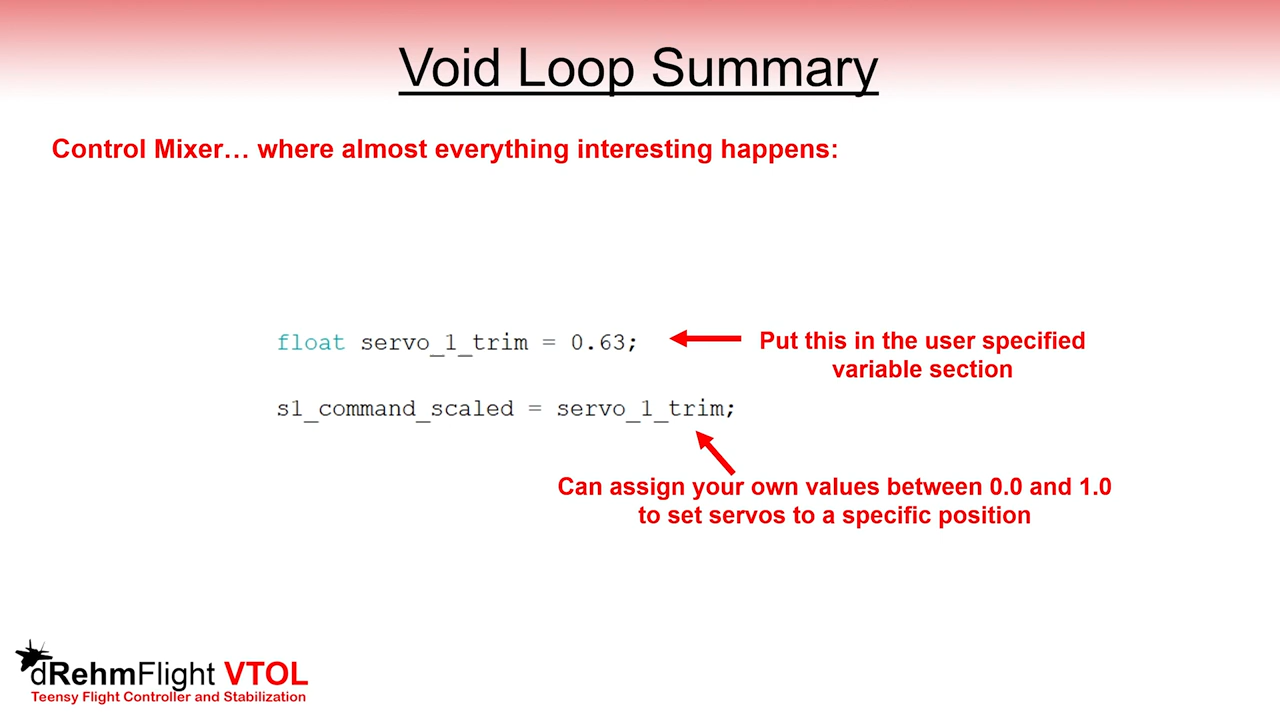 Void Loop Summary
Control Mixer… where almost everything interesting happens:
float servo_1_trim = 0.63;
Put this in the user specified
variable section
s1_command_scaled = servo_1_trim;
Can assign your own values between 0.0 and 1.0
to set servos to a specific position
dRehmFlight VTOL
Teensy Flight Controller and Stabilization